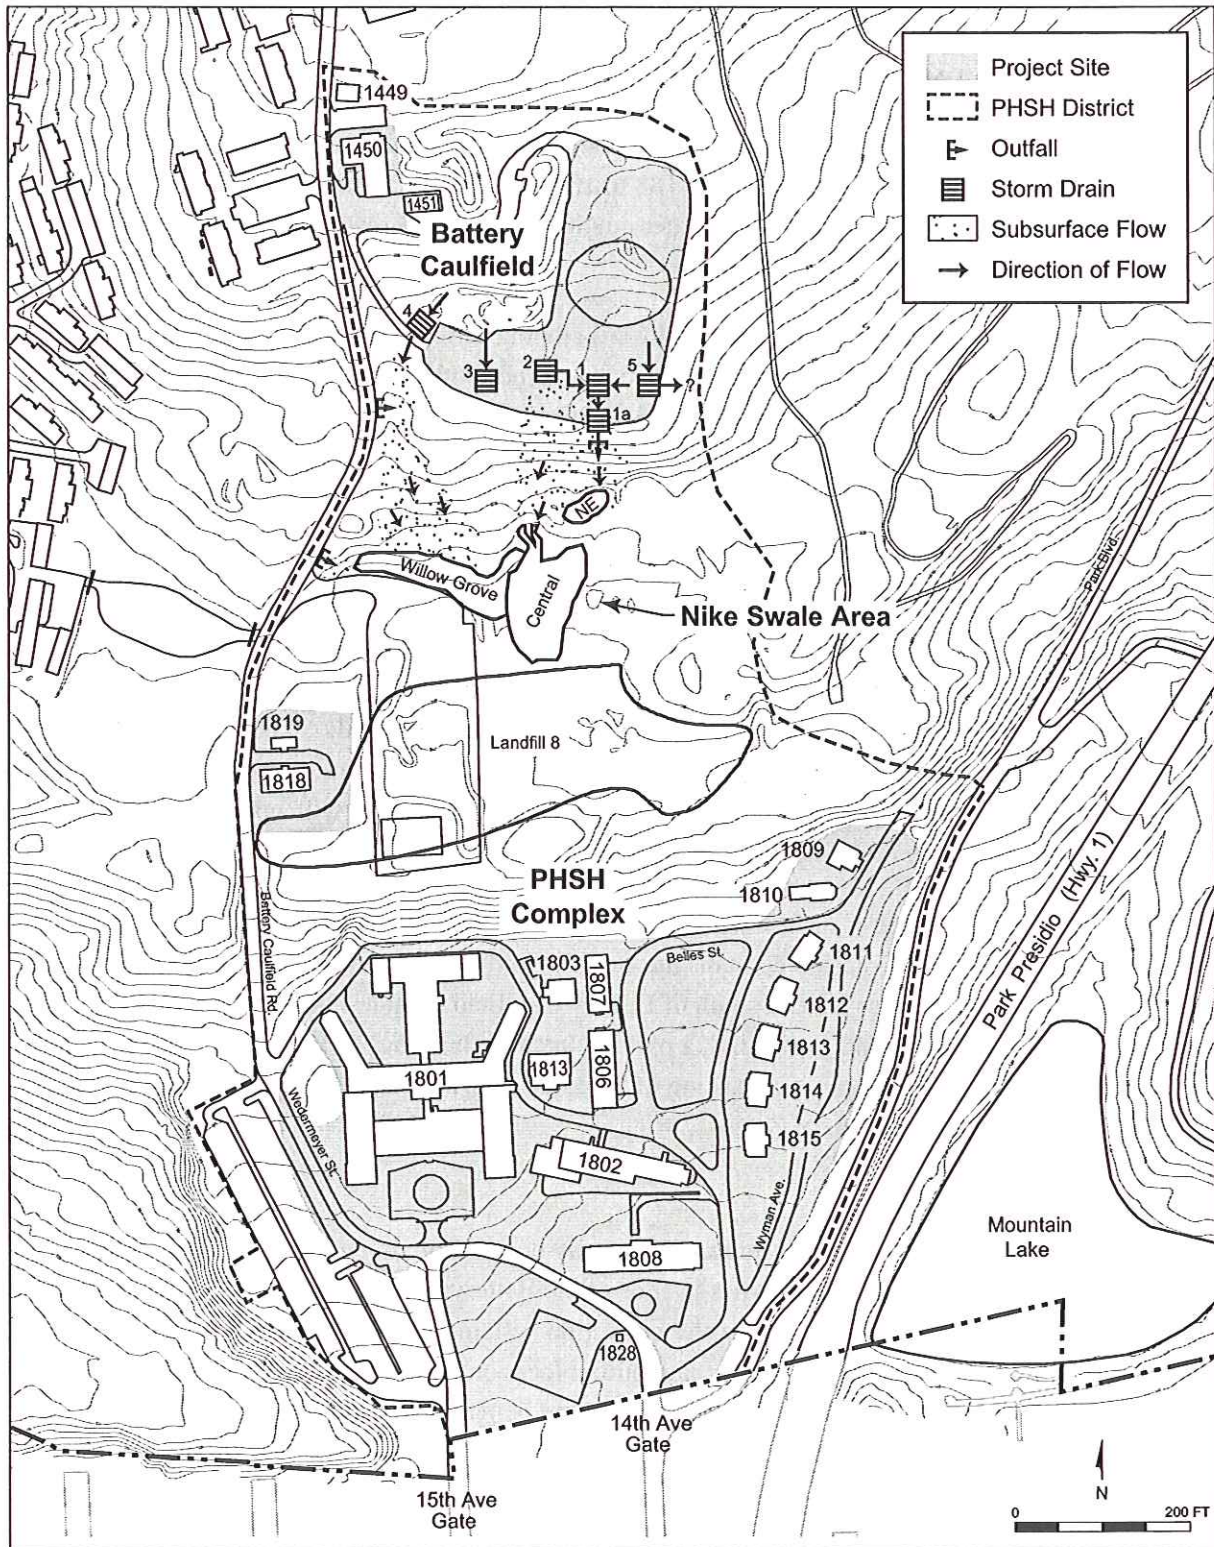 Project Site
PHSH District
Outfall
Storm Drain
Subsurface Flow
Direction of Flow
1449
1450
1451
Battery
Caulfield
4
3
2
1
5
?
1a
NE
Willow Grove
Central
Nike Swale Area
Park Blvd.
1819
1818
Landfill 8
1809
1810
PHSH
Complex
Battery Caulfield Rd.
Park Presidio (Hwy. 1)
Belles St.
1803
1807
1811
1812
1813
1814
1815
1801
1813
1806
1802
Wedermeyer St.
Wyman Ave.
1808
Mountain
Lake
1828
14th Ave
Gate
15th Ave
Gate
N
0 200 FT